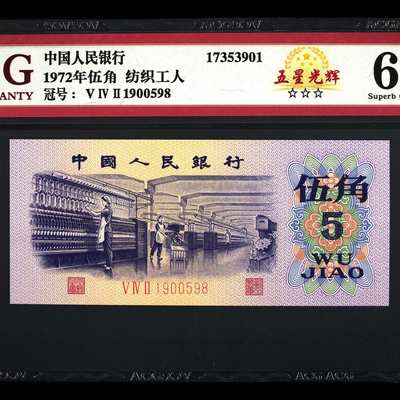 中国人民银行 17353901
1972年伍角 纺织工人
冠号: ⅤⅣⅡ1900598
G
ANTY
五星光辉
☆☆☆
6
Superb
中國人民銀行
伍角
5
WU
JIAO
ⅤⅣⅡ1900598